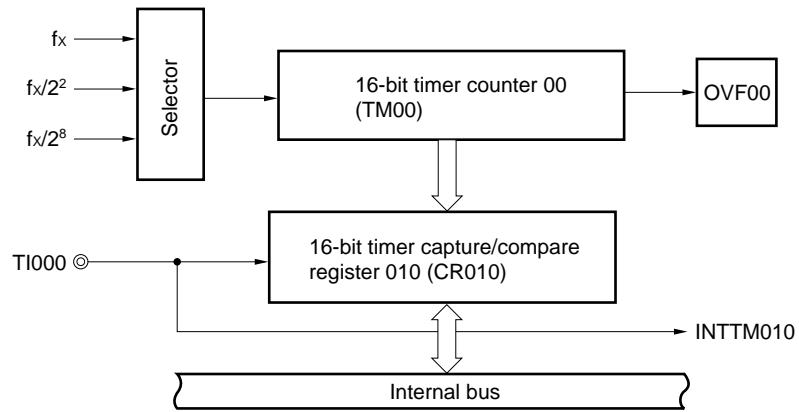 fX
fX/2²
fX/2⁸
Selector
16-bit timer counter 00
(TM00)
OVF00
TI000
16-bit timer capture/compare
register 010 (CR010)
INTTM010
Internal bus